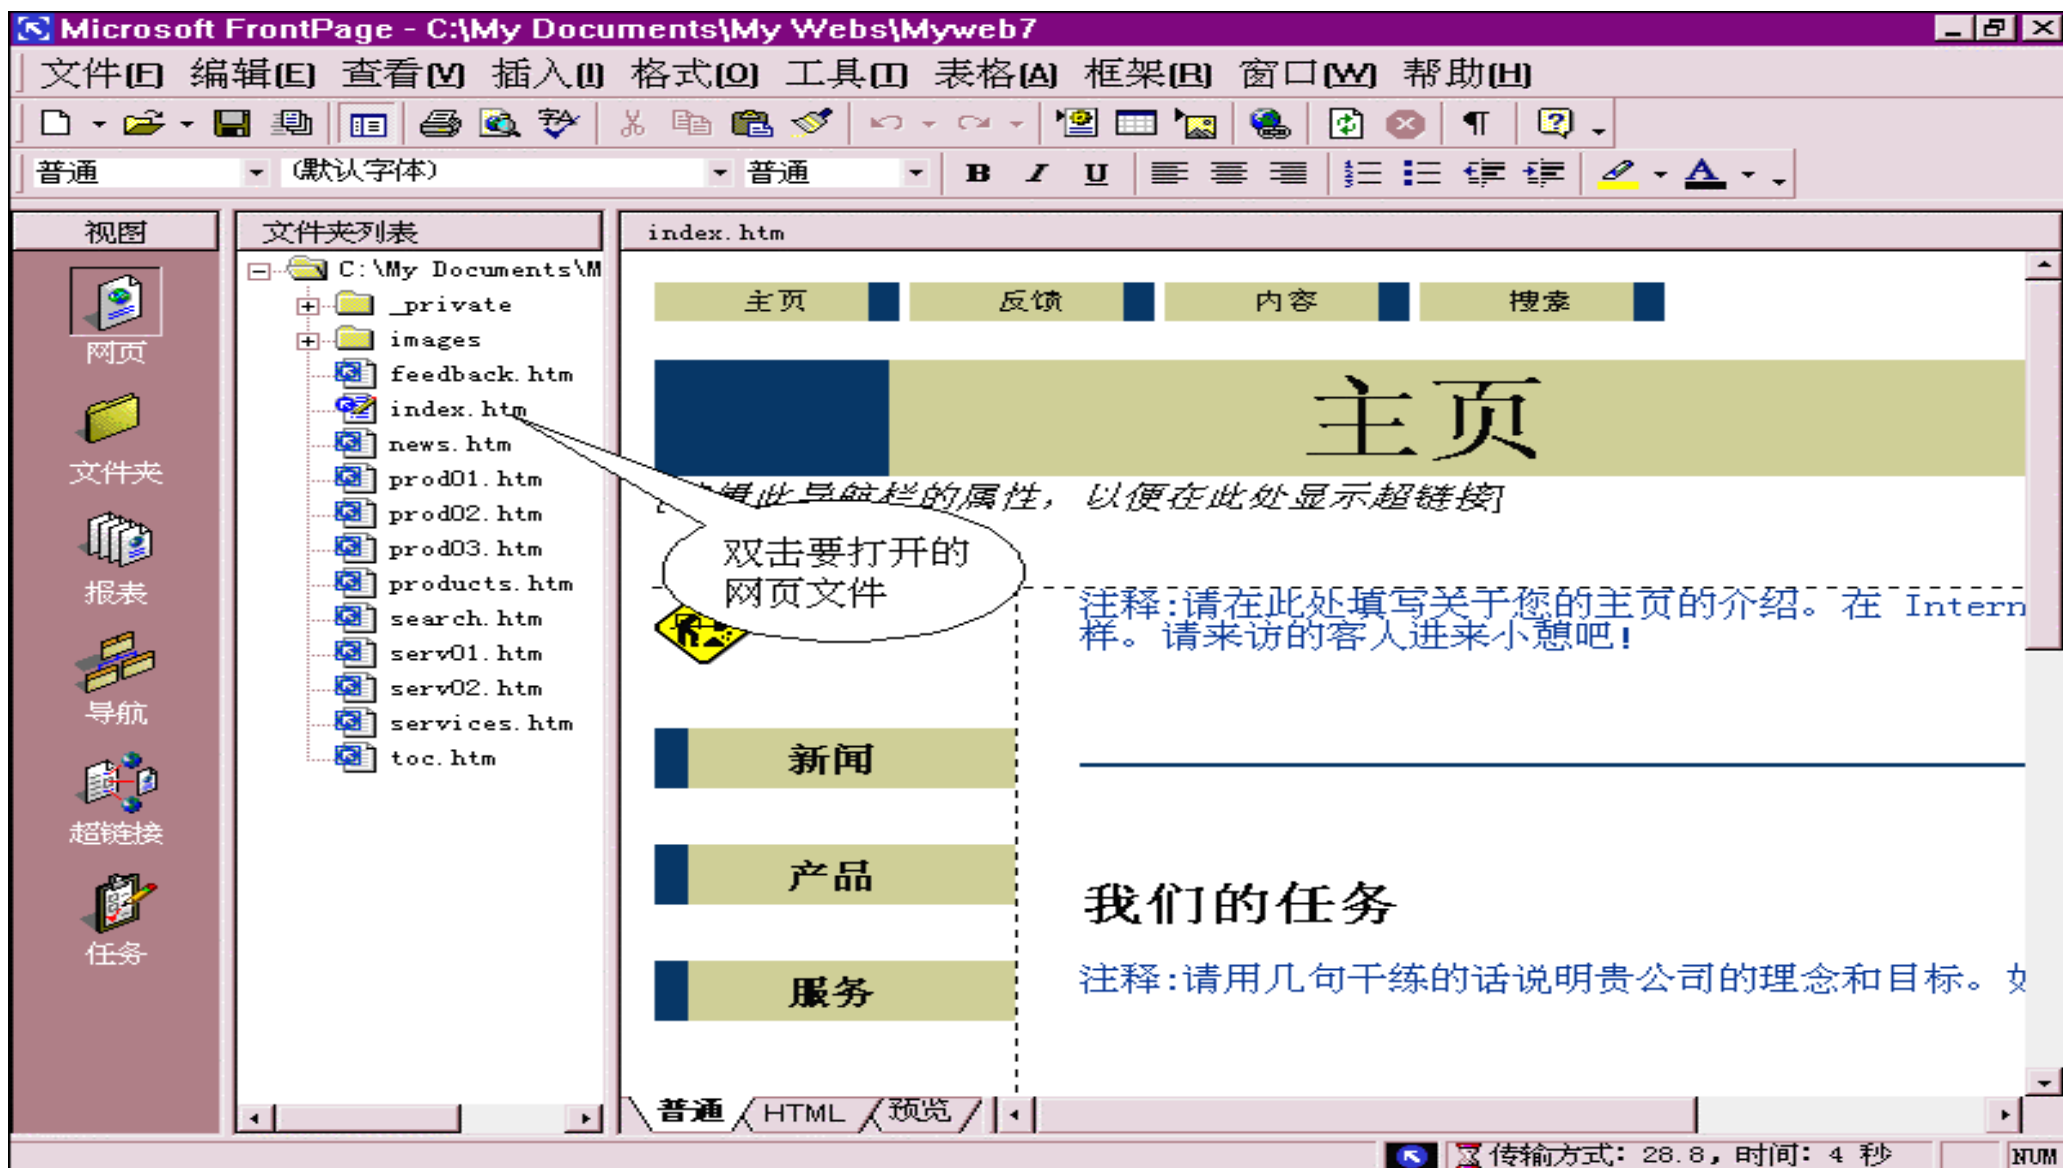 Microsoft FrontPage - C:\My Documents\My Webs\Myweb7
文件(F) 编辑(E) 查看(V) 插入(I) 格式(O) 工具(T) 表格(A) 框架(R) 窗口(W) 帮助(H)
普通 (默认字体) 普通 B I U A
视图
网页
文件夹
报表
导航
超链接
任务
文件夹列表
C:\My Documents\M
_private
images
feedback.htm
index.htm
news.htm
prod01.htm
prod02.htm
prod03.htm
products.htm
search.htm
serv01.htm
serv02.htm
services.htm
toc.htm
index.htm
主页 反馈 内容 搜索
主页
此导航栏的属性，以便在此处显示超链接]
双击要打开的
网页文件
注释:请在此处填写关于您的主页的介绍。在 Intern
样。请来访的客人进来小憩吧!
新闻
产品
服务
我们的任务
注释:请用几句干练的话说明贵公司的理念和目标。如
普通 HTML 预览
传输方式: 28.8, 时间: 4 秒 NUM